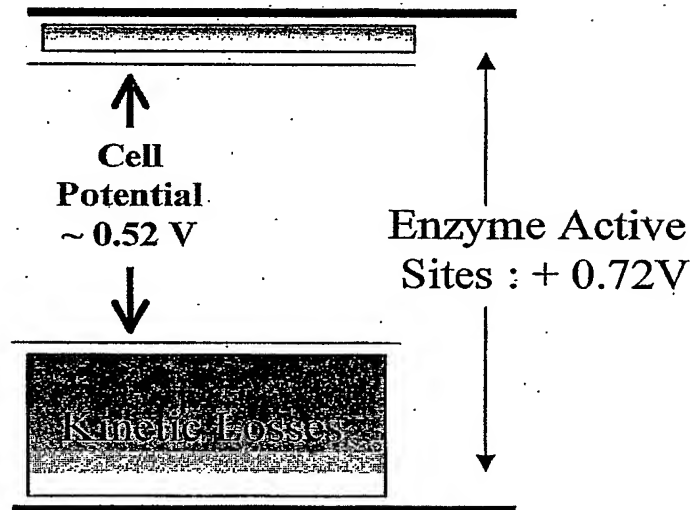 Cell
Potential
~ 0.52 V
Enzyme Active
Sites : + 0.72V
Kinetic Losses